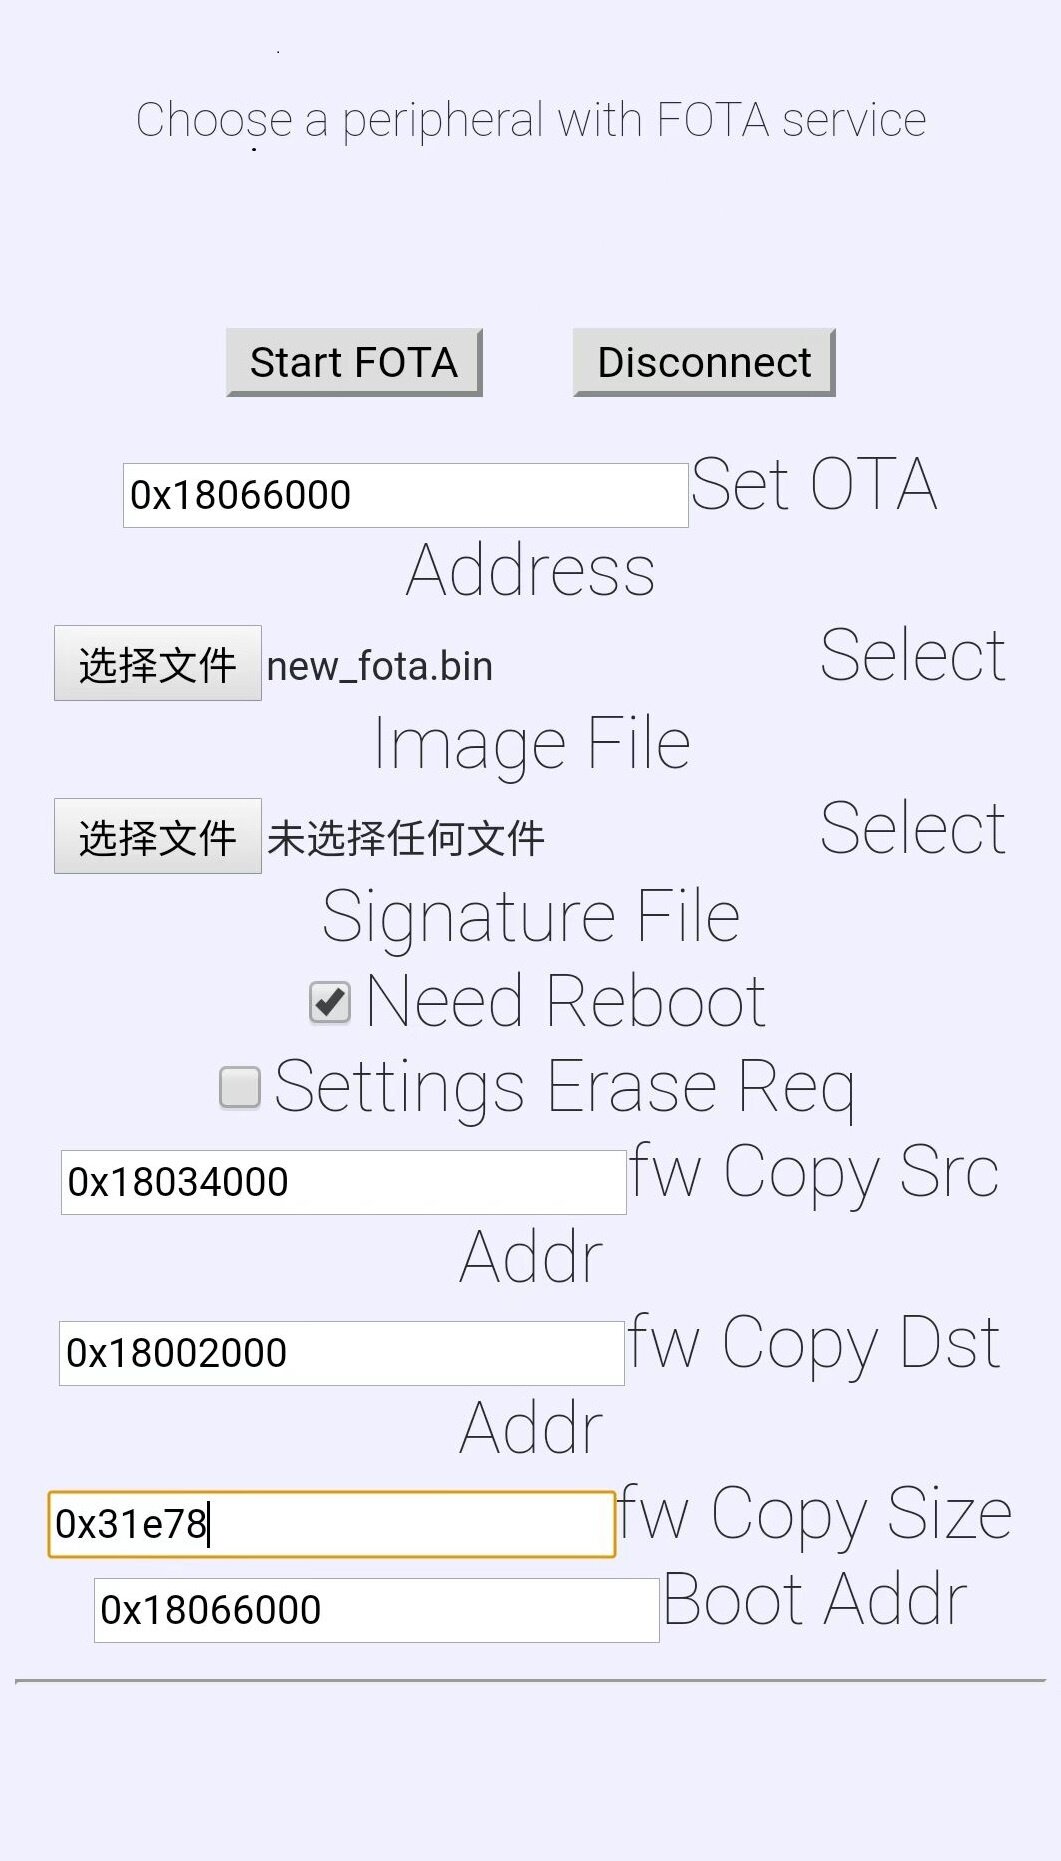 Choose a peripheral with FOTA service
Start FOTA Disconnect
0x18066000 Set OTA
Address
选择文件 new_fota.bin Select
Image File
选择文件 未选择任何文件 Select
Signature File
Need Reboot
Settings Erase Req
0x18034000 fw Copy Src
Addr
0x18002000 fw Copy Dst
Addr
0x31e78 fw Copy Size
0x18066000 Boot Addr